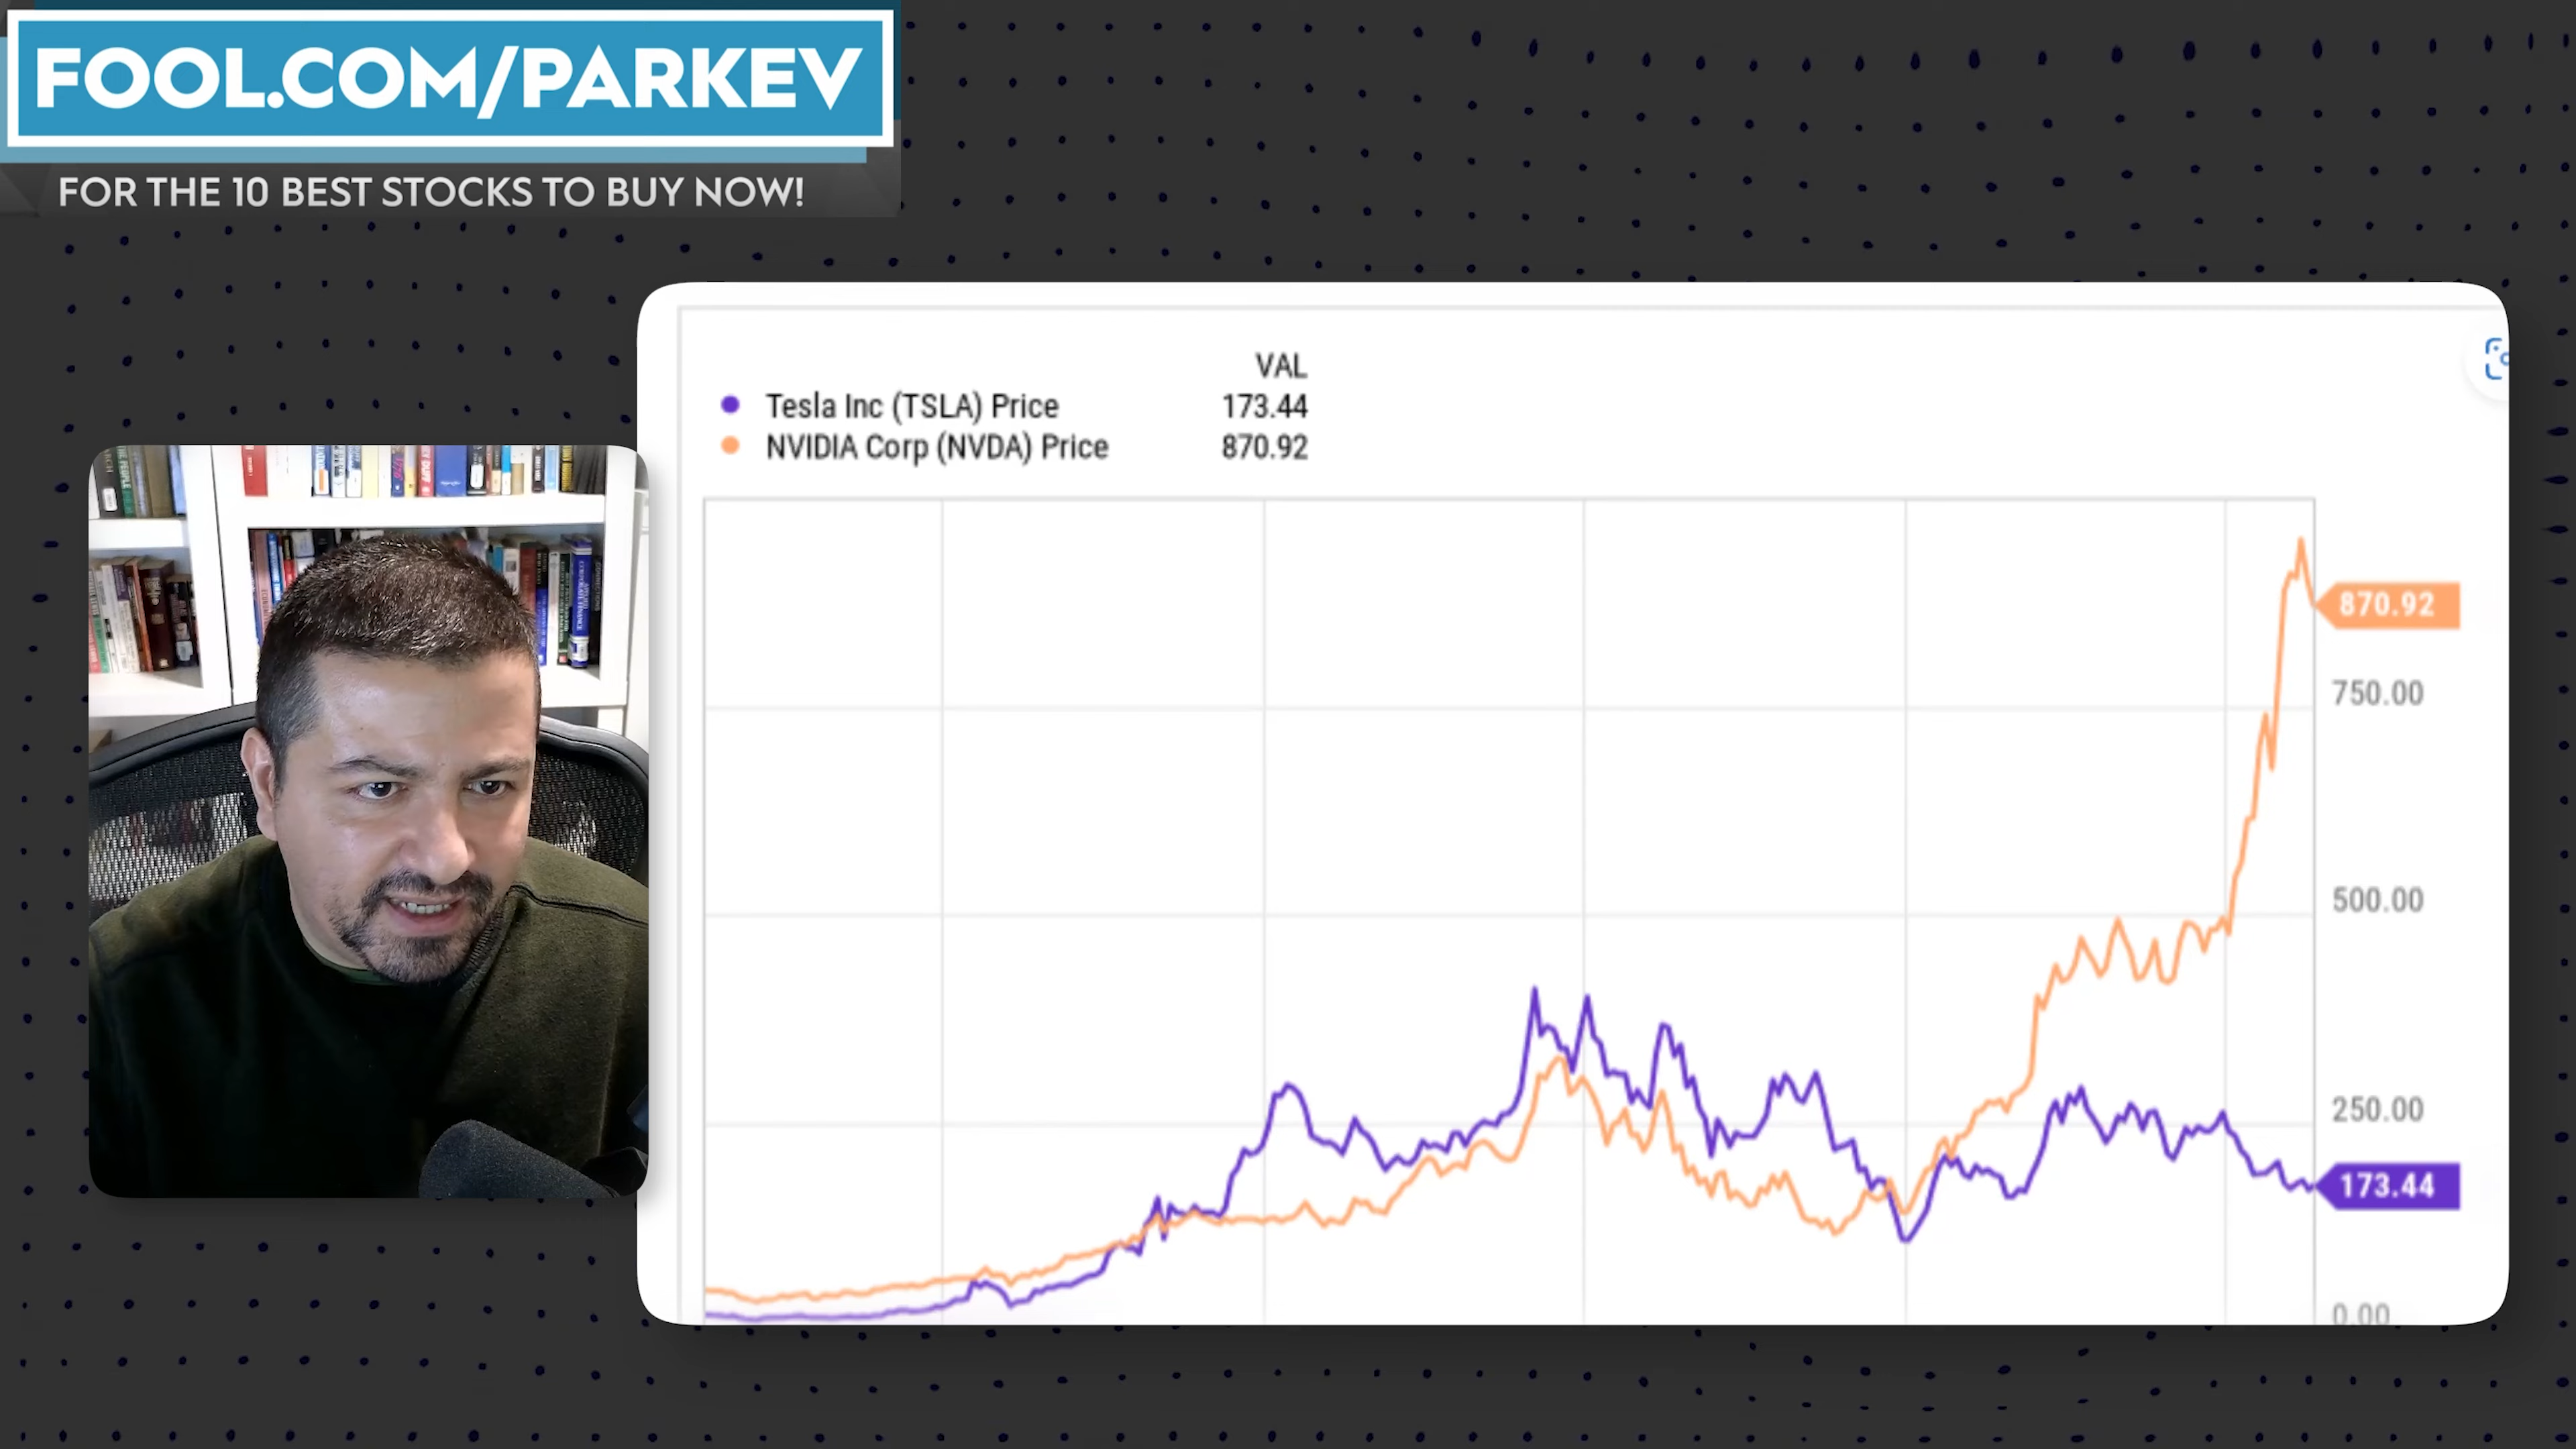 FOOL.COM/PARKEV
FOR THE 10 BEST STOCKS TO BUY NOW!
VAL
Tesla Inc (TSLA) Price 173.44
NVIDIA Corp (NVDA) Price 870.92
870.92
750.00
500.00
250.00
173.44
0.00